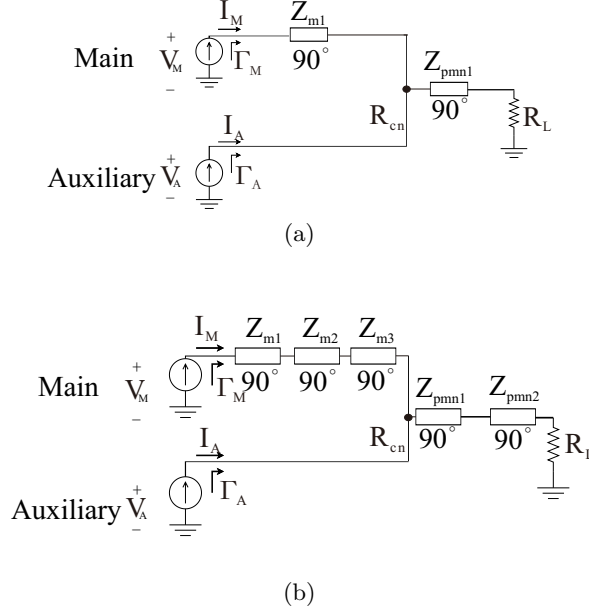 I_M Z_m1
+
Main V_M Γ_M 90° Z_pmn1
−
90° R_L
R_cn
I_A
+
Auxiliary V_A Γ_A
−
(a)
I_M Z_m1 Z_m2 Z_m3
+
Main V_M Γ_M 90° 90° 90° Z_pmn1 Z_pmn2
−
R_cn 90° 90° R_L
I_A
+
Auxiliary V_A Γ_A
−
(b)